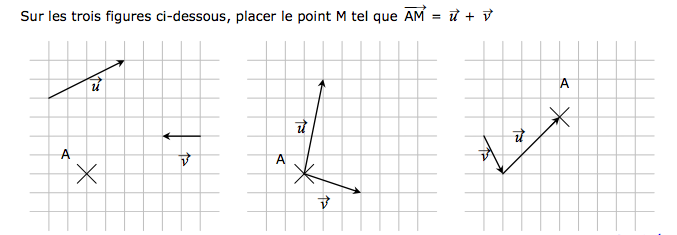 Sur les trois figures ci-dessous, placer le point M tel que AM⃗ = u⃗ + v⃗
u⃗
A
v⃗
u⃗
A
v⃗
A
u⃗
v⃗